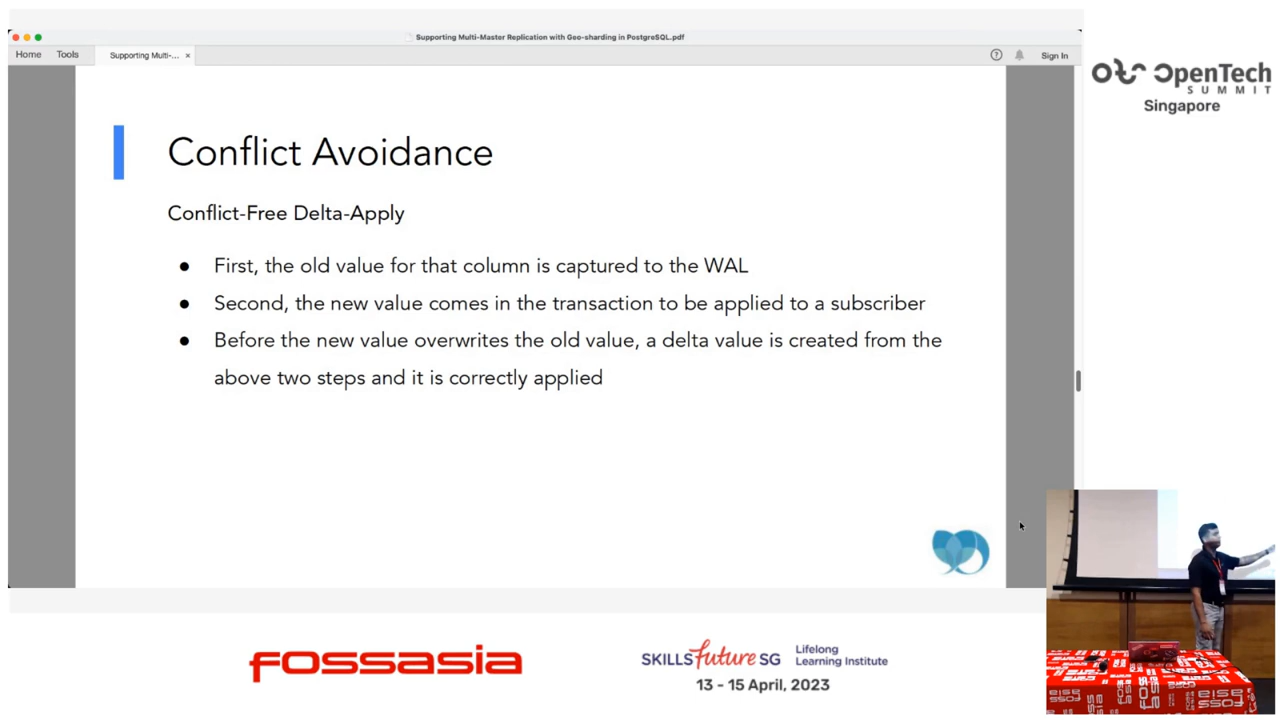 Supporting Multi-Master Replication with Geo-sharding in PostgreSQL.pdf
Home Tools Supporting Multi-... × ? Sign In
OpenTech
SUMMIT
Singapore
Conflict Avoidance
Conflict-Free Delta-Apply
● First, the old value for that column is captured to the WAL
● Second, the new value comes in the transaction to be applied to a subscriber
● Before the new value overwrites the old value, a delta value is created from the
above two steps and it is correctly applied
fossasia
SKILLSfuture SG Lifelong
Learning Institute
13 - 15 April, 2023